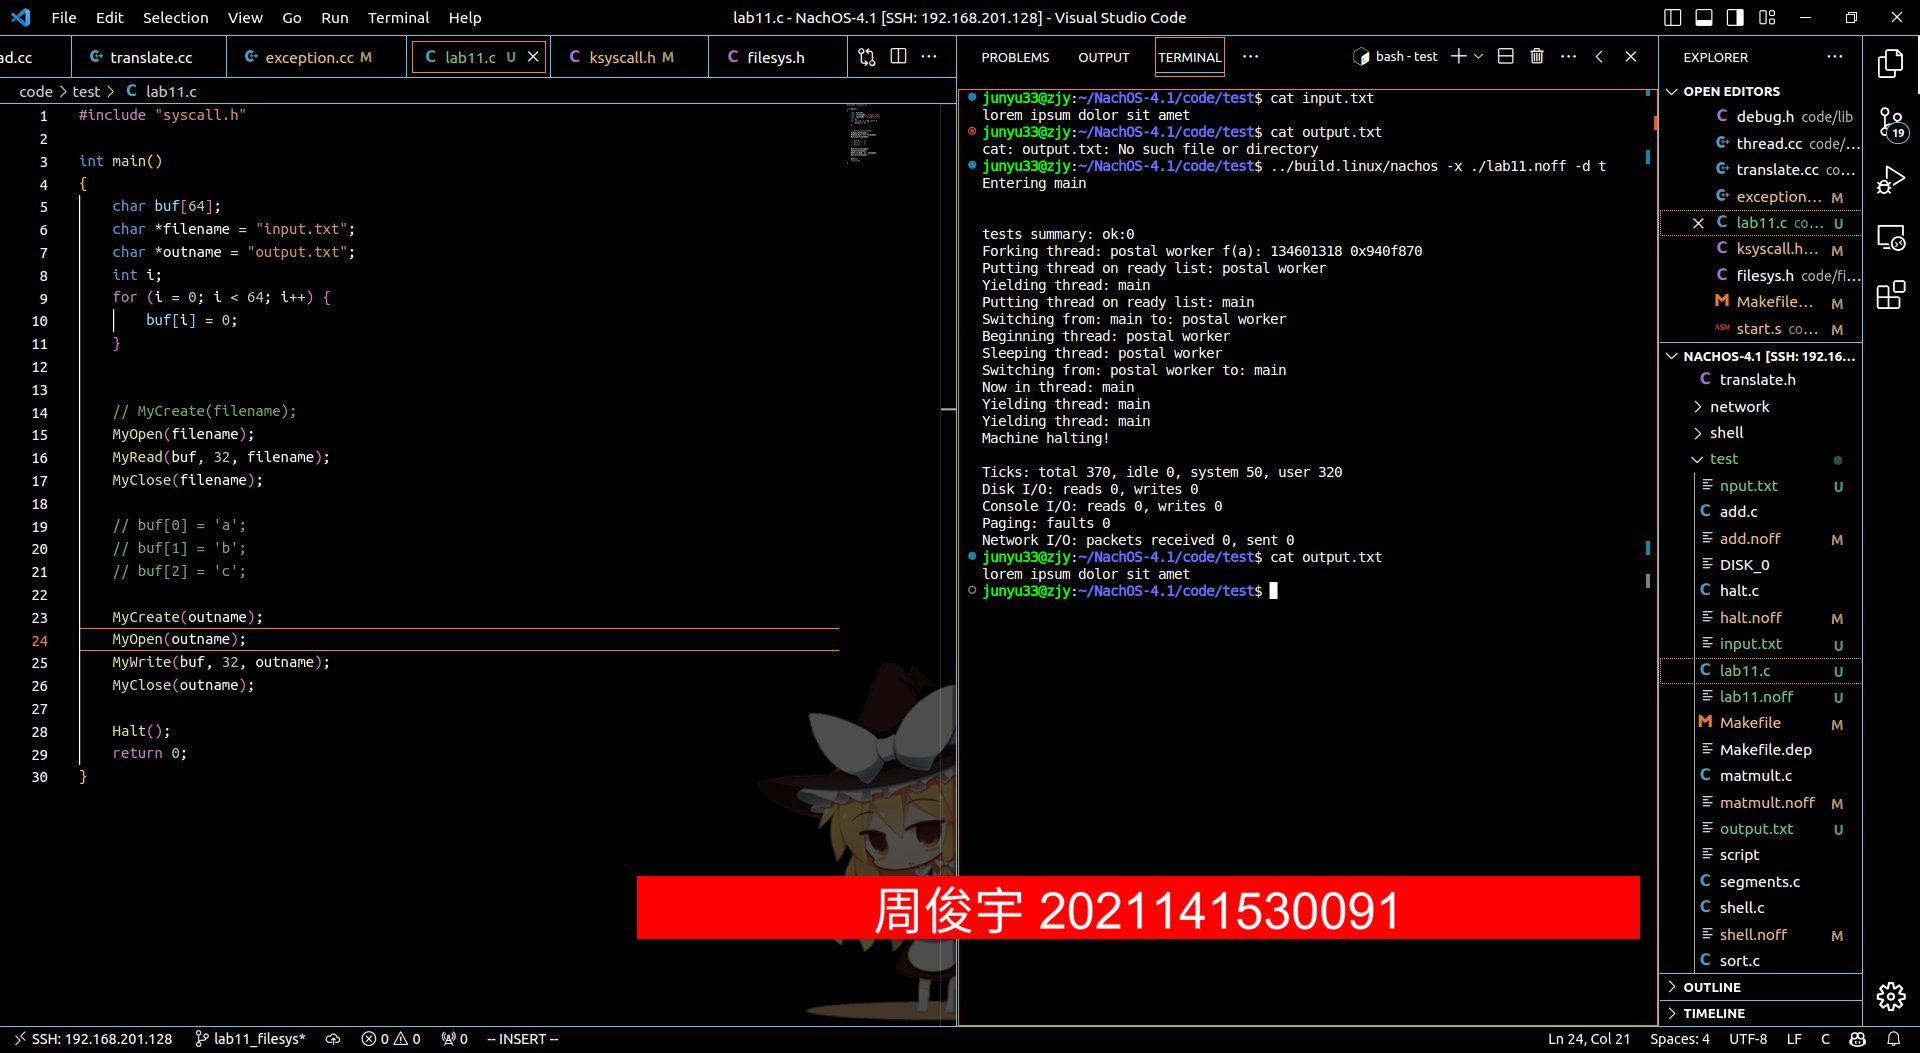 File Edit Selection View Go Run Terminal Help
lab11.c - NachOS-4.1 [SSH: 192.168.201.128] - Visual Studio Code
ad.cc
translate.cc
exception.cc M
lab11.c U
ksyscall.h M
filesys.h
code > test > C lab11.c
1 #include "syscall.h"
2
3 int main()
4 {
5 char buf[64];
6 char *filename = "input.txt";
7 char *outname = "output.txt";
8 int i;
9 for (i = 0; i < 64; i++) {
10 buf[i] = 0;
11 }
12
13
14 // MyCreate(filename);
15 MyOpen(filename);
16 MyRead(buf, 32, filename);
17 MyClose(filename);
18
19 // buf[0] = 'a';
20 // buf[1] = 'b';
21 // buf[2] = 'c';
22
23 MyCreate(outname);
24 MyOpen(outname);
25 MyWrite(buf, 32, outname);
26 MyClose(outname);
27
28 Halt();
29 return 0;
30 }
PROBLEMS OUTPUT TERMINAL ···
bash - test
junyu33@zjy:~/NachOS-4.1/code/test$ cat input.txt
lorem ipsum dolor sit amet
junyu33@zjy:~/NachOS-4.1/code/test$ cat output.txt
cat: output.txt: No such file or directory
junyu33@zjy:~/NachOS-4.1/code/test$ ../build.linux/nachos -x ./lab11.noff -d t
Entering main
tests summary: ok:0
Forking thread: postal worker f(a): 134601318 0x940f870
Putting thread on ready list: postal worker
Yielding thread: main
Putting thread on ready list: main
Switching from: main to: postal worker
Beginning thread: postal worker
Sleeping thread: postal worker
Switching from: postal worker to: main
Now in thread: main
Yielding thread: main
Yielding thread: main
Machine halting!
Ticks: total 370, idle 0, system 50, user 320
Disk I/O: reads 0, writes 0
Console I/O: reads 0, writes 0
Paging: faults 0
Network I/O: packets received 0, sent 0
junyu33@zjy:~/NachOS-4.1/code/test$ cat output.txt
lorem ipsum dolor sit amet
junyu33@zjy:~/NachOS-4.1/code/test$
EXPLORER
OPEN EDITORS
C debug.h code/lib
thread.cc code/...
translate.cc co...
exception... M
C lab11.c co... U
C ksyscall.h... M
C filesys.h code/fi...
Makefile... M
ASM start.s co... M
NACHOS-4.1 [SSH: 192.16...
C translate.h
network
shell
test
nput.txt U
C add.c
add.noff M
DISK_0
C halt.c
halt.noff M
input.txt U
C lab11.c U
lab11.noff U
Makefile M
Makefile.dep
C matmult.c
matmult.noff M
output.txt U
script
C segments.c
C shell.c
shell.noff M
C sort.c
OUTLINE
TIMELINE
19
周俊宇 2021141530091
SSH: 192.168.201.128 lab11_filesys* 0 0 0 -- INSERT --
Ln 24, Col 21 Spaces: 4 UTF-8 LF C